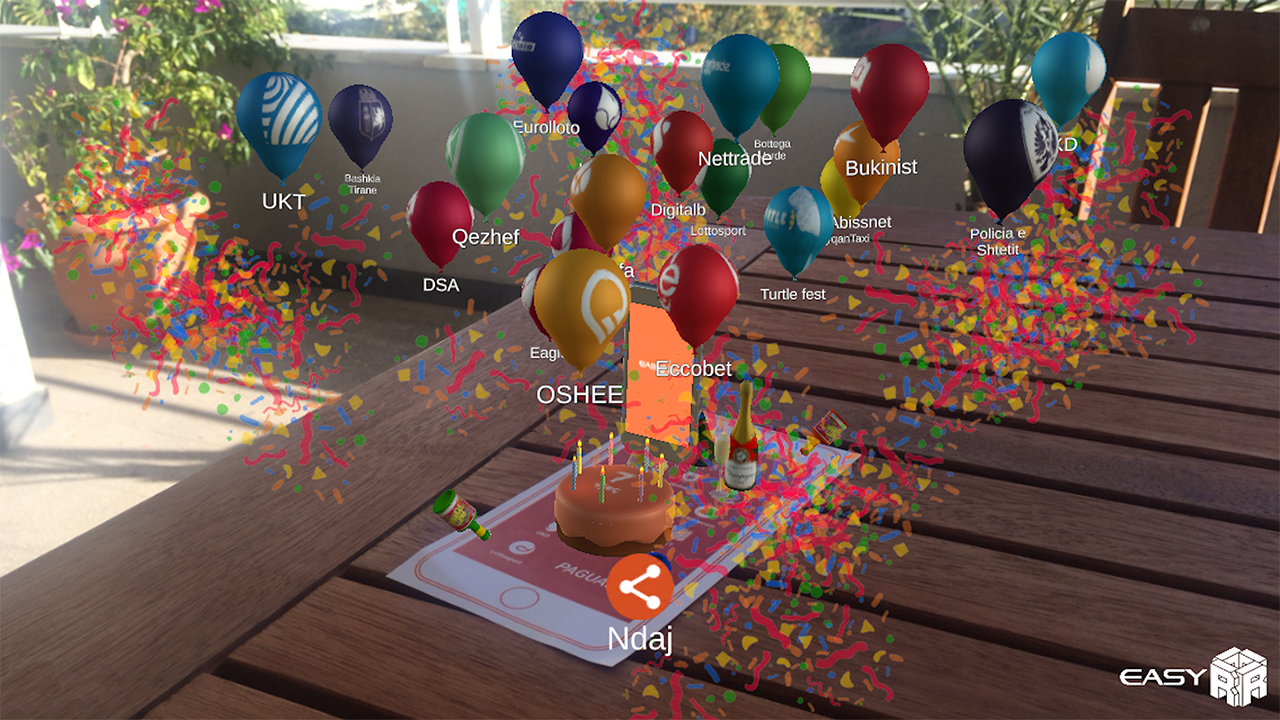 Eurolloto
UKT
Bashkia
Tirane
Nettrade
Bottega
Bukinist
Digitalb
Lottosport
Qezhef
Abissnet
Policia e
Shtetit
DSA
Turtle fest
Eccobet
OSHEE
PAGUA
Ndaj
EASY
AR